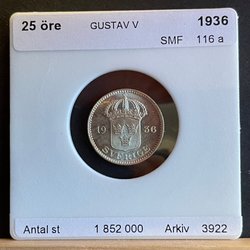 25 öre GUSTAV V 1936
SMF 116 a
19 36
SVERIGE
Antal st 1 852 000 Arkiv 3922